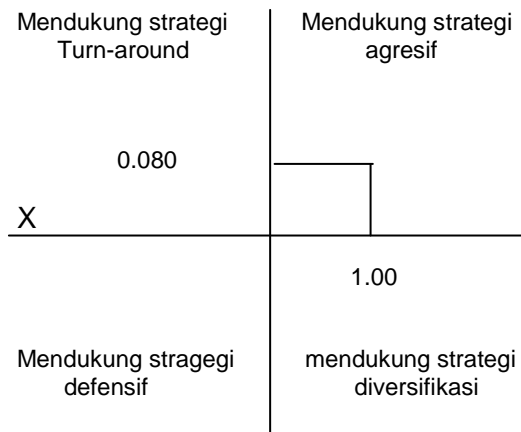 Mendukung strategi
Turn-around
Mendukung strategi
agresif
0.080
X
1.00
Mendukung stragegi
defensif
mendukung strategi
diversifikasi